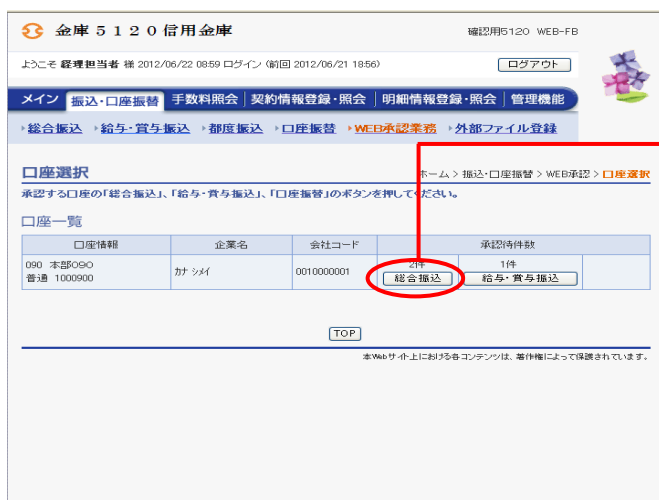 金庫５１２０信用金庫
確認用5120 WEB-FB
ようこそ 経理担当者 様 2012/06/22 08:59 ログイン (前回 2012/06/21 18:56)
ログアウト
メイン 振込・口座振替 手数料照会 契約情報登録・照会 明細情報登録・照会 管理機能
総合振込 給与・賞与振込 都度振込 口座振替 WEB承認業務 外部ファイル登録
口座選択
ホーム > 振込・口座振替 > WEB承認 > 口座選択
承認する口座の「総合振込」、「給与・賞与振込」、「口座振替」のボタンを押してください。
口座一覧
口座情報 企業名 会社コード 承認待件数
090 本部〇90
普通 1000900
カナ シメイ
0010000001
2件
総合振込
1件
給与・賞与振込
TOP
本Webサイト上における各コンテンツは、著作権によって保護されています。